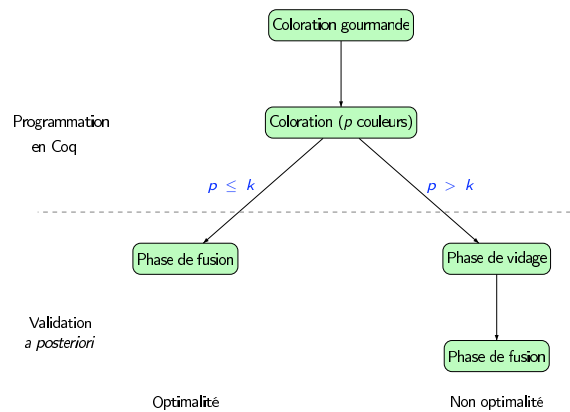 Coloration gourmande
Programmation
en Coq
Coloration (p couleurs)
p ≤ k
p > k
Phase de fusion
Phase de vidage
Validation
a posteriori
Phase de fusion
Optimalité
Non optimalité